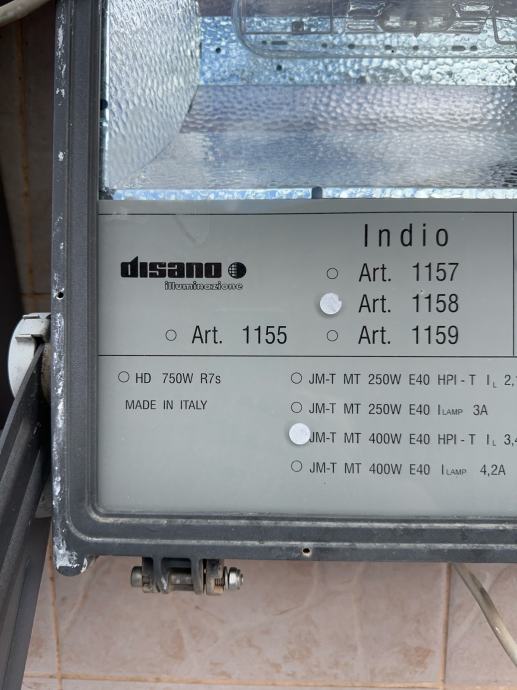 Indio
disano
illuminazione
Art. 1157
Art. 1158
Art. 1155
Art. 1159
HD 750W R7s
MADE IN ITALY
JM-T MT 250W E40 HPI-T IL 2,
JM-T MT 250W E40 ILAMP 3A
JM-T MT 400W E40 HPI-T IL 3,4
JM-T MT 400W E40 ILAMP 4,2A